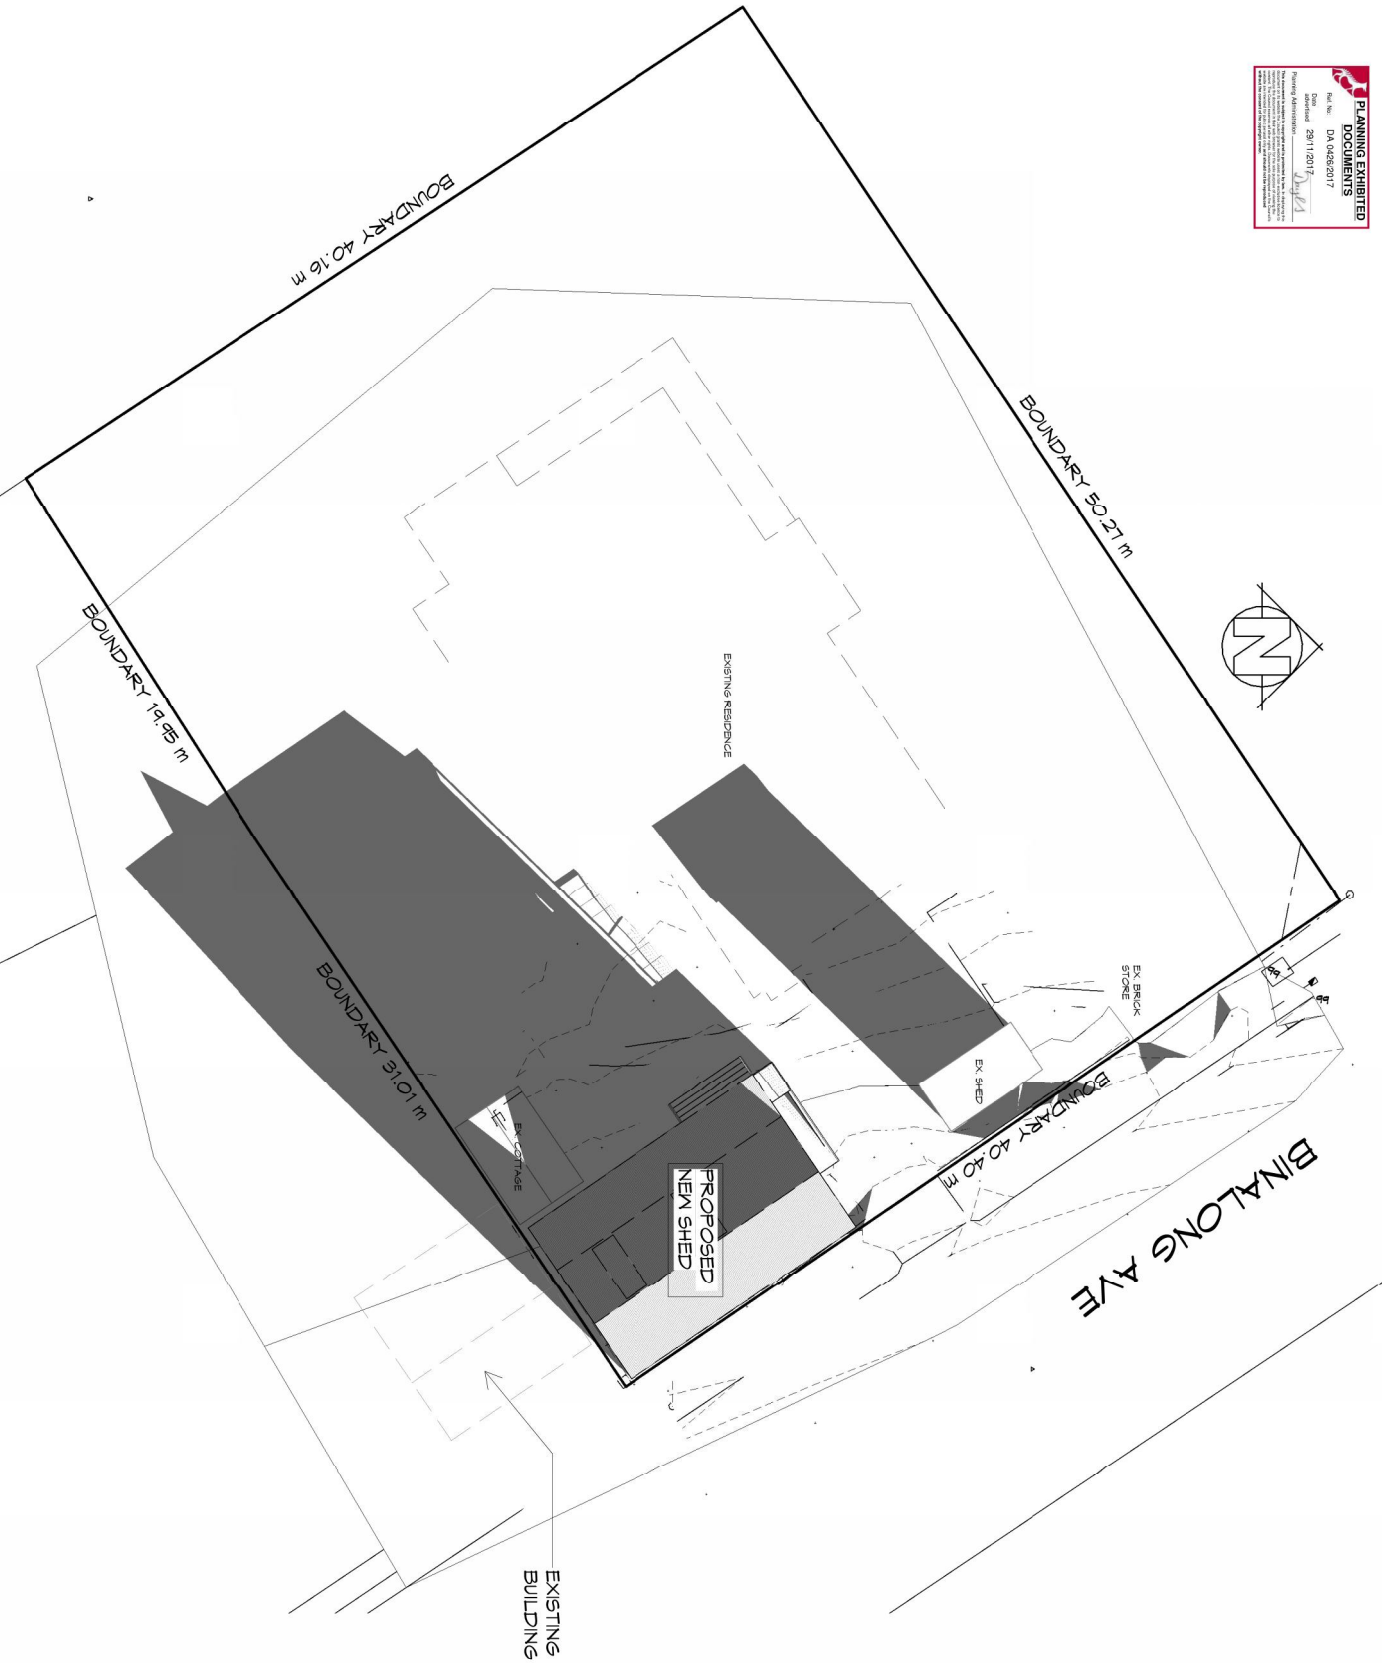 PLANNING EXHIBITED
DOCUMENTS
Ref. No: DA 0426/2017
Date
advertised 29/11/2017
Planning Administration
BOUNDARY 40.16 m
BOUNDARY 50.27 m
N
BOUNDARY 19.95 m
EXISTING RESIDENCE
EX. BRICK
STORE
EX. SHED
BOUNDARY 40.40 m
BOUNDARY 31.01 m
EX. COTTAGE
PROPOSED
NEW SHED
BINALONG AVE
EXISTING
BUILDING